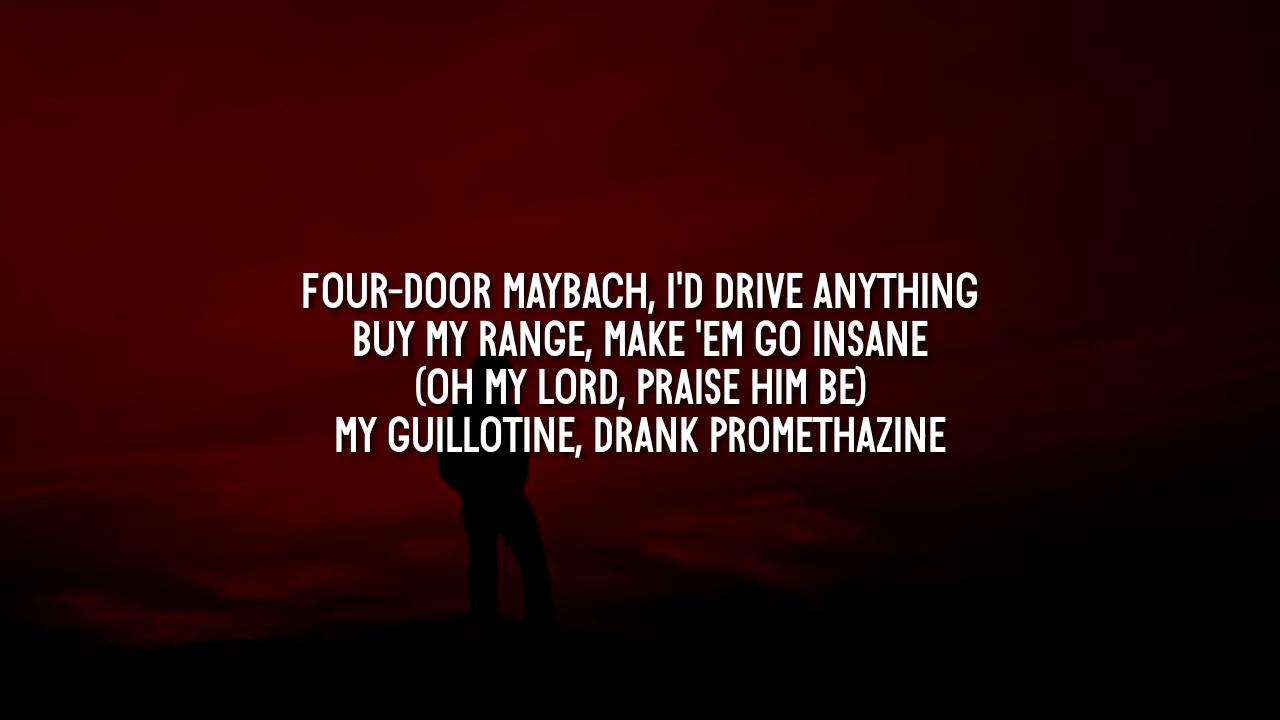 FOUR-DOOR MAYBACH, I'D DRIVE ANYTHING
BUY MY RANGE, MAKE 'EM GO INSANE
(OH MY LORD, PRAISE HIM BE)
MY GUILLOTINE, DRANK PROMETHAZINE